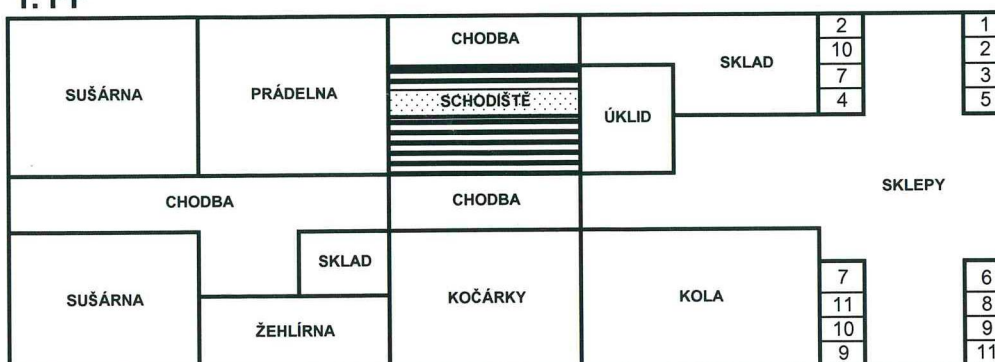 CHODBA
SUŠÁRNA
PRÁDELNA
SCHODIŠTĚ
ÚKLID
SKLAD
2
10
7
4
1
2
3
5
CHODBA
CHODBA
SKLEPY
SUŠÁRNA
SKLAD
ŽEHLÍRNA
KOČÁRKY
KOLA
7
11
10
9
6
8
9
11